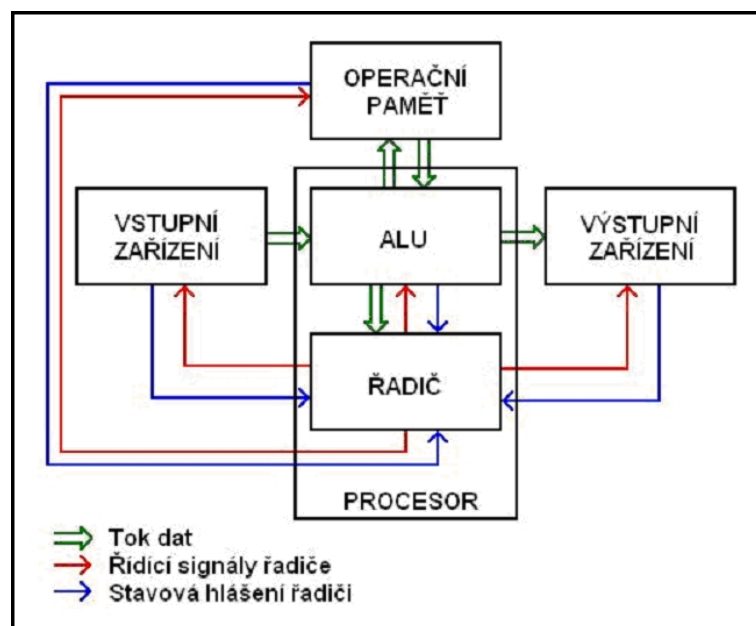 OPERAČNÍ
PAMĚŤ
VSTUPNÍ
ZAŘÍZENÍ
ALU
VÝSTUPNÍ
ZAŘÍZENÍ
ŘADIČ
PROCESOR
Tok dat
Řídící signály řadiče
Stavová hlášení řadiči